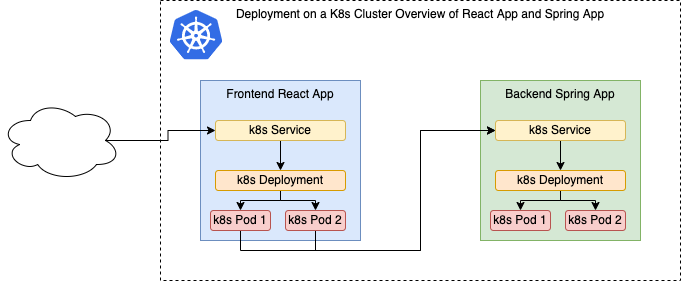 Deployment on a K8s Cluster Overview of React App and Spring App
Frontend React App
k8s Service
k8s Deployment
k8s Pod 1
k8s Pod 2
Backend Spring App
k8s Service
k8s Deployment
k8s Pod 1
k8s Pod 2